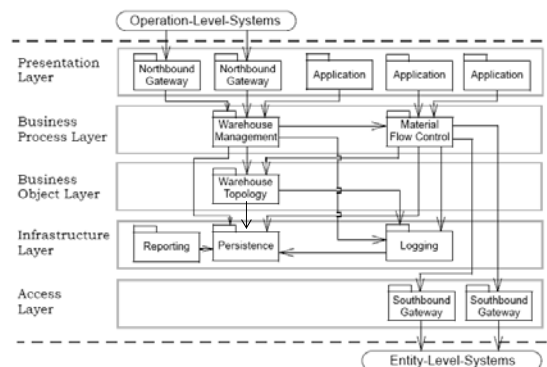 Operation-Level-Systems
Presentation
Layer
Northbound
Gateway
Northbound
Gateway
Application
Application
Application
Business
Process Layer
Warehouse
Management
Material
Flow Control
Business
Object Layer
Warehouse
Topology
Infrastructure
Layer
Reporting
Persistence
Logging
Access
Layer
Southbound
Gateway
Southbound
Gateway
Entity-Level-Systems